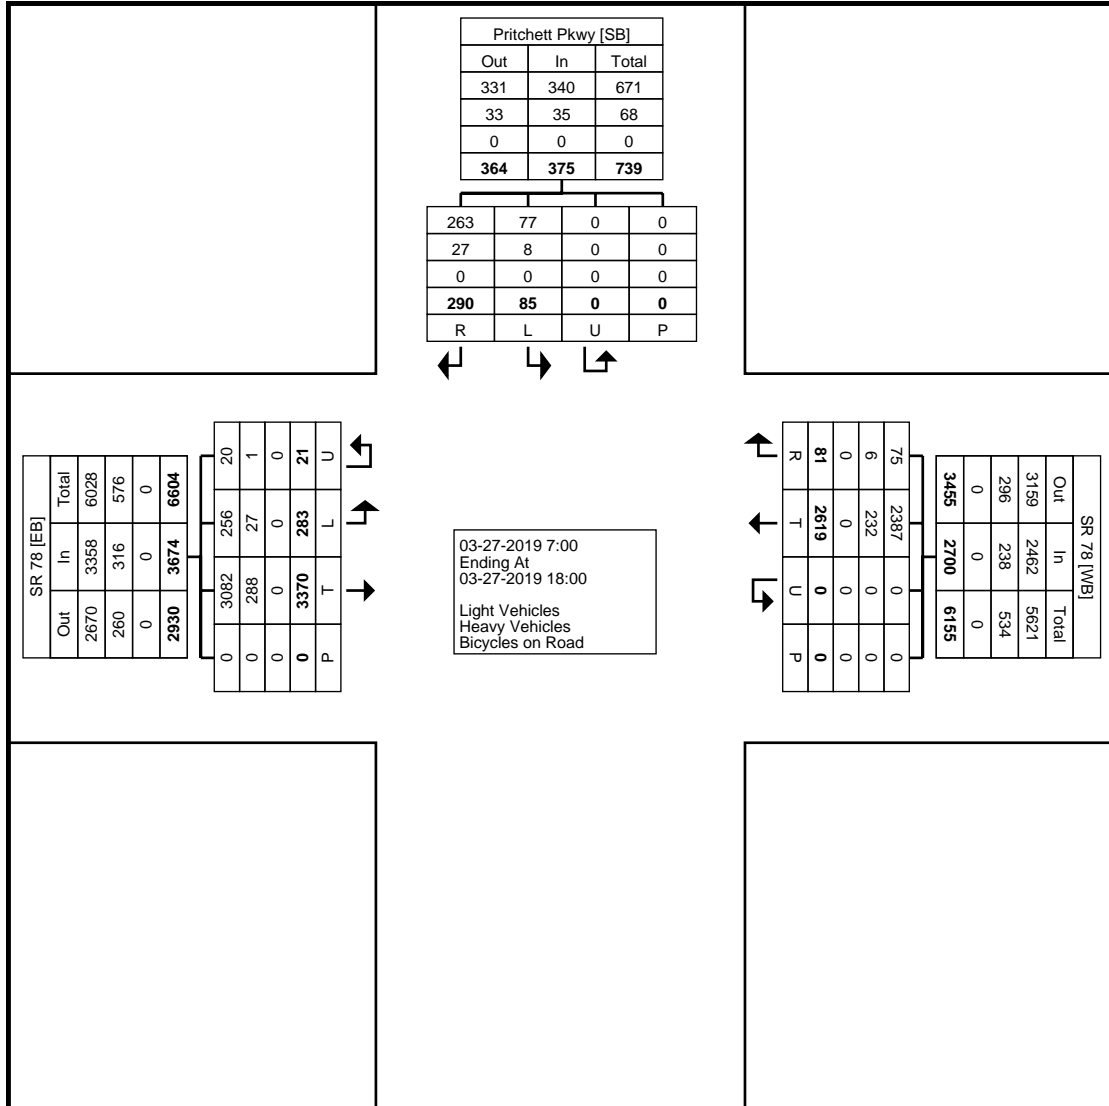 Pritchett Pkwy [SB]
Out In Total
331 340 671
33 35 68
0 0 0
364 375 739
263 77 0 0
27 8 0 0
0 0 0 0
290 85 0 0
R L U P
SR 78 [EB]
Total In Out
6028 3358 2670
576 316 260
0 0 0
6604 3674 2930
20 256 3082 0
1 27 288 0
0 0 0 0
21 283 3370 0
U L T P
03-27-2019 7:00
Ending At
03-27-2019 18:00
Light Vehicles
Heavy Vehicles
Bicycles on Road
SR 78 [WB]
Out In Total
3159 2462 5621
296 238 534
0 0 0
3455 2700 6155
75 2387 0 0
6 232 0 0
0 0 0 0
81 2619 0 0
R T U P